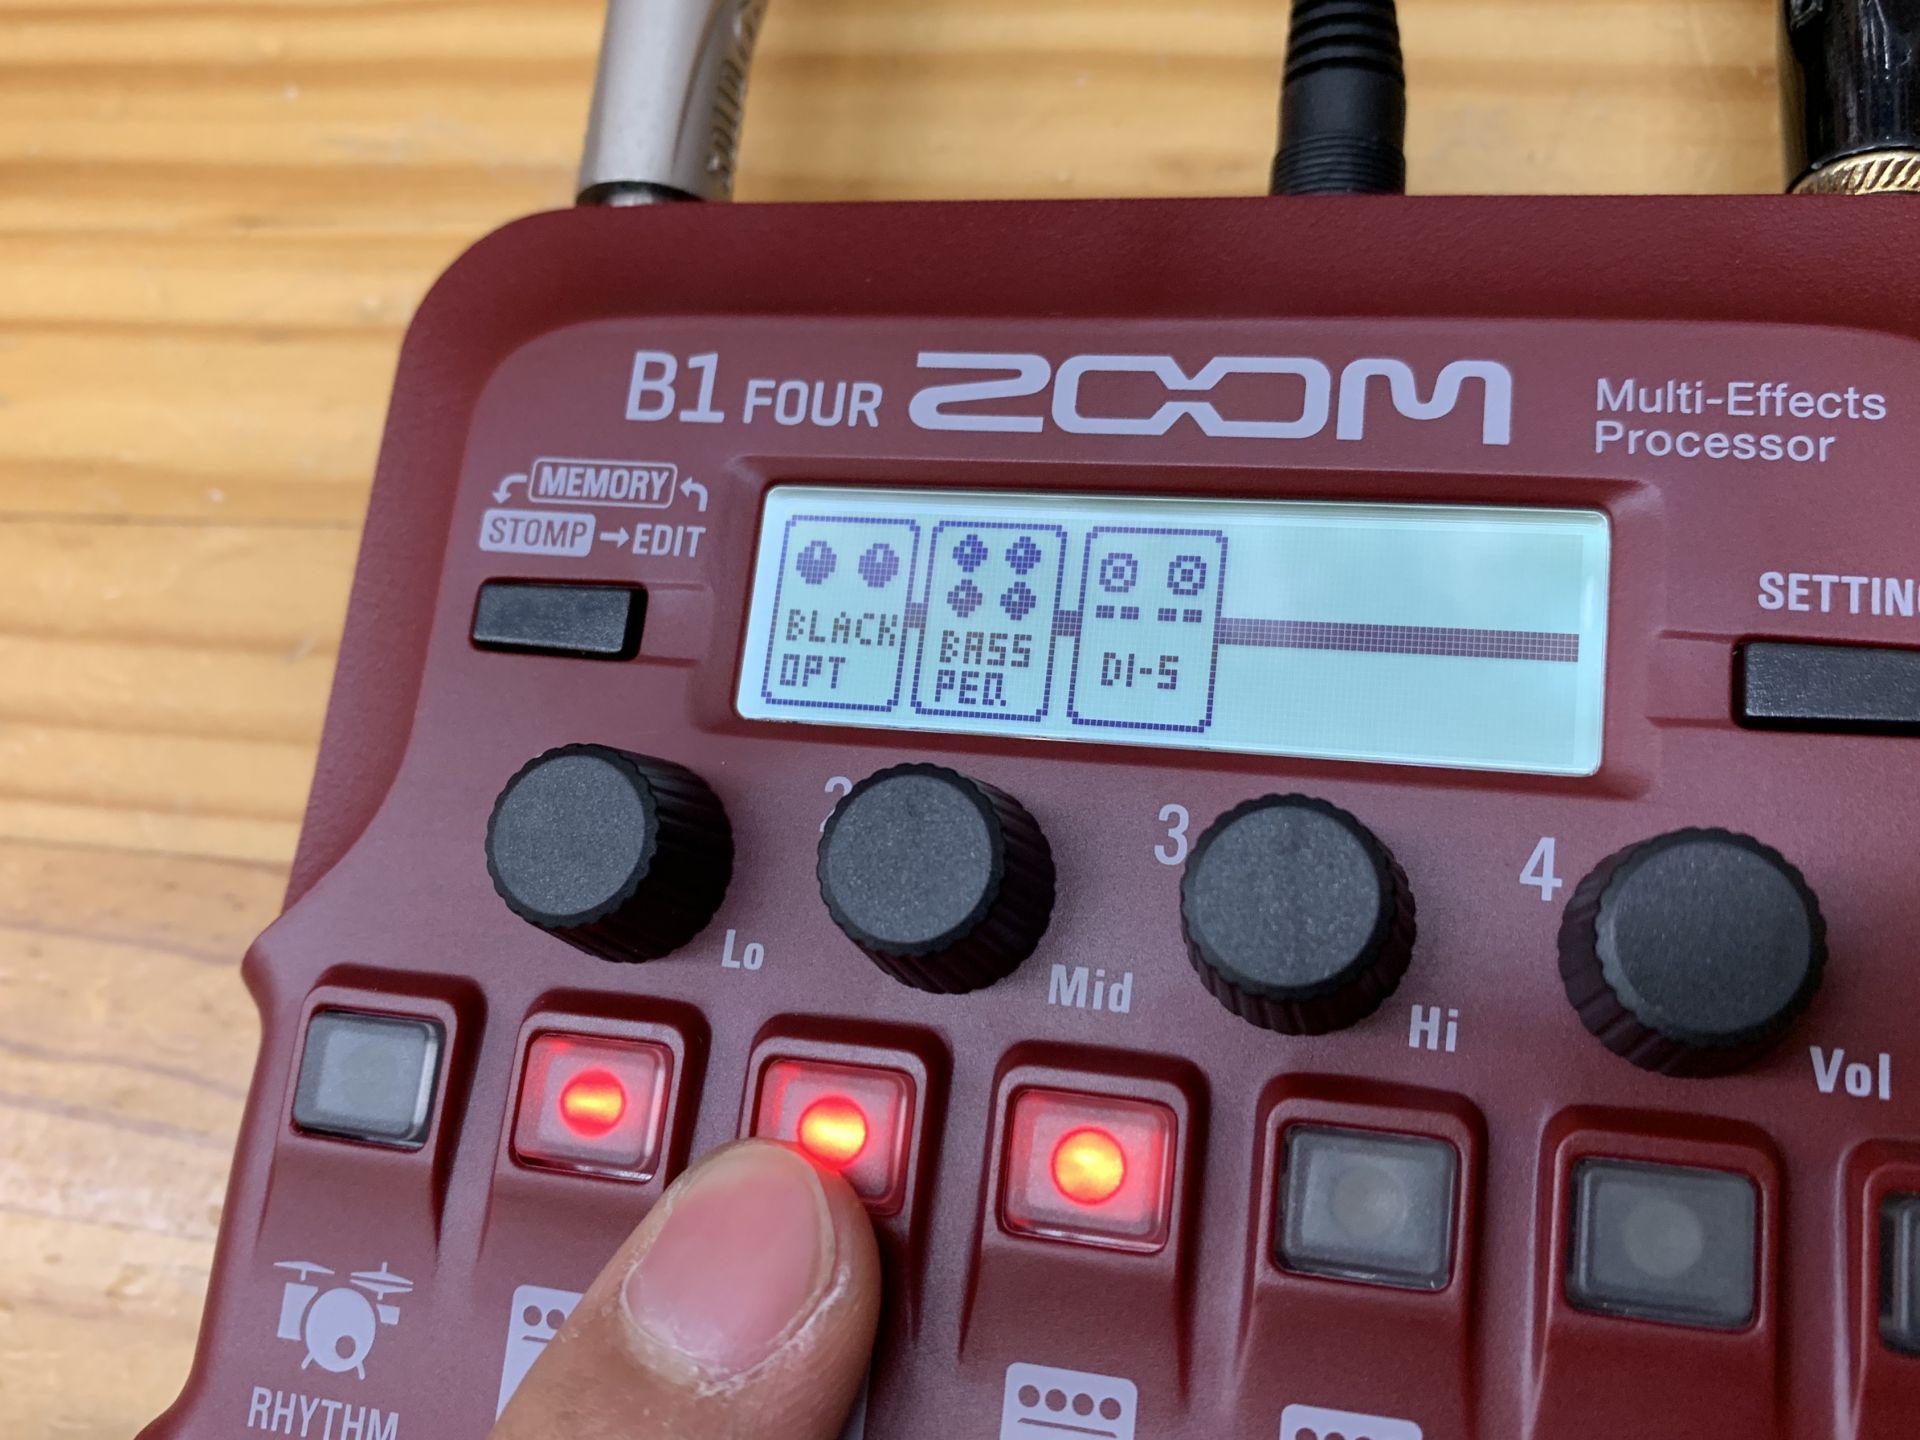 B1 FOUR ZOOM
Multi-Effects
Processor
MEMORY
STOMP → EDIT
BLACK
OPT
BASS
PEQ
DI-5
SETTIN
2
3
4
Lo
Mid
Hi
Vol
RHYTHM